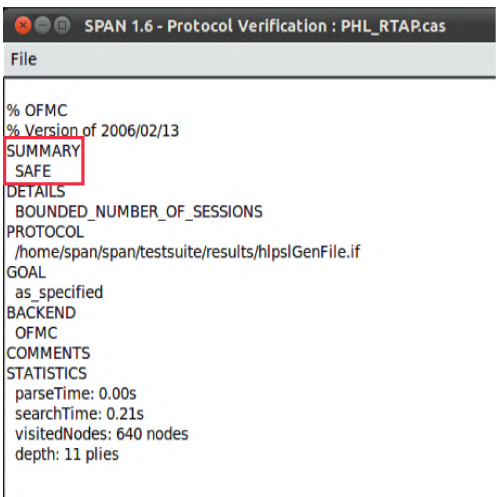 SPAN 1.6 - Protocol Verification : PHL_RTAP.cas
File
% OFMC
% Version of 2006/02/13
SUMMARY
SAFE
DETAILS
BOUNDED_NUMBER_OF_SESSIONS
PROTOCOL
/home/span/span/testsuite/results/hlpslGenFile.if
GOAL
as_specified
BACKEND
OFMC
COMMENTS
STATISTICS
parseTime: 0.00s
searchTime: 0.21s
visitedNodes: 640 nodes
depth: 11 plies